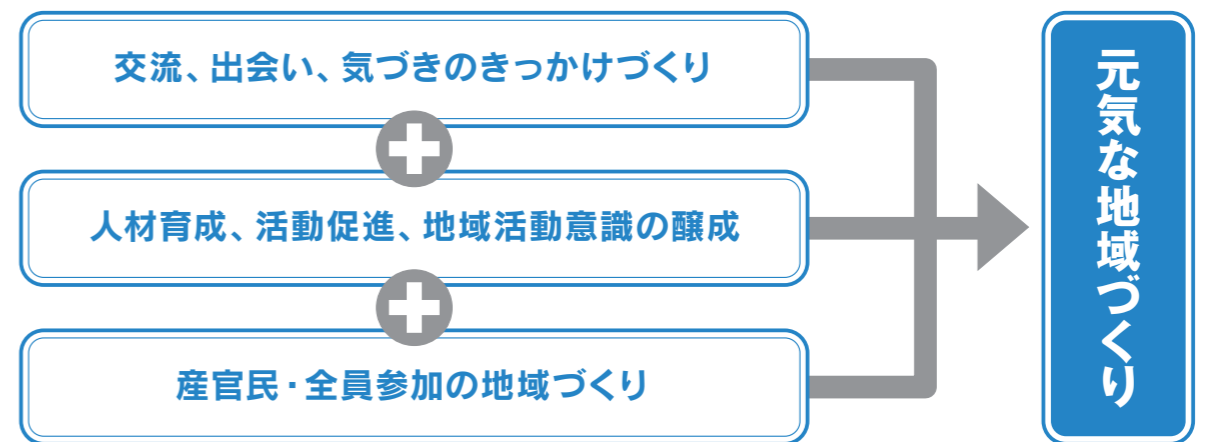 交流、出会い、気づきのきっかけづくり
人材育成、活動促進、地域活動意識の醸成
産官民・全員参加の地域づくり
元気な地域づくり